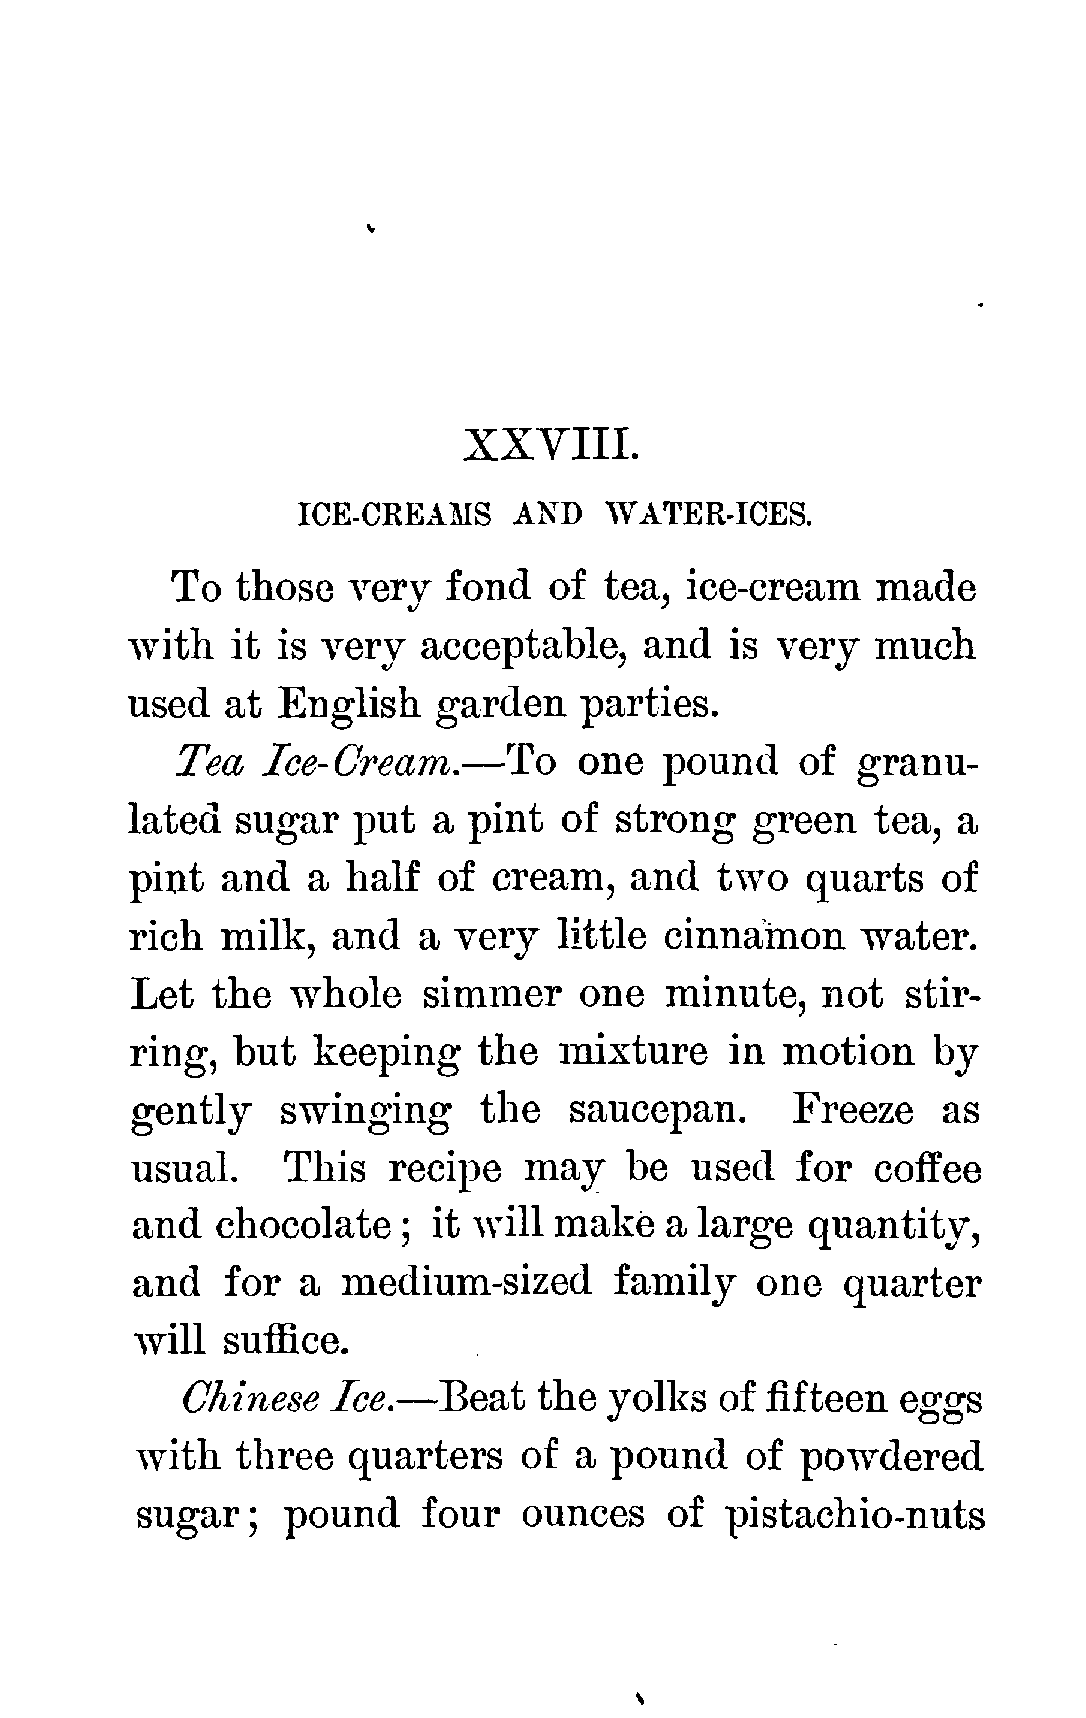 XXVIII.
ICE-CREAMS AND WATER-ICES.
To those very fond of tea, ice-cream made
with it is very acceptable, and is very much
used at English garden parties.
Tea Ice-Cream.—To one pound of granu-
lated sugar put a pint of strong green tea, a
pint and a half of cream, and two quarts of
rich milk, and a very little cinnamon water.
Let the whole simmer one minute, not stir-
ring, but keeping the mixture in motion by
gently swinging the saucepan. Freeze as
usual. This recipe may be used for coffee
and chocolate; it will make a large quantity,
and for a medium-sized family one quarter
will suffice.
Chinese Ice.—Beat the yolks of fifteen eggs
with three quarters of a pound of powdered
sugar; pound four ounces of pistachio-nuts